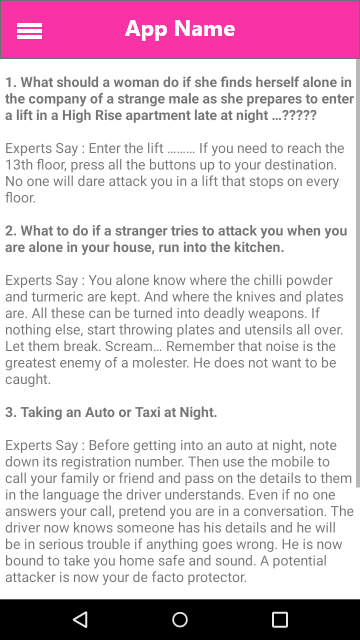 App Name
1. What should a woman do if she finds herself alone in
the company of a strange male as she prepares to enter
a lift in a High Rise apartment late at night ...?????
Experts Say : Enter the lift ......... If you need to reach the
13th floor, press all the buttons up to your destination.
No one will dare attack you in a lift that stops on every
floor.
2. What to do if a stranger tries to attack you when you
are alone in your house, run into the kitchen.
Experts Say : You alone know where the chilli powder
and turmeric are kept. And where the knives and plates
are. All these can be turned into deadly weapons. If
nothing else, start throwing plates and utensils all over.
Let them break. Scream... Remember that noise is the
greatest enemy of a molester. He does not want to be
caught.
3. Taking an Auto or Taxi at Night.
Experts Say : Before getting into an auto at night, note
down its registration number. Then use the mobile to
call your family or friend and pass on the details to them
in the language the driver understands. Even if no one
answers your call, pretend you are in a conversation. The
driver now knows someone has his details and he will
be in serious trouble if anything goes wrong. He is now
bound to take you home safe and sound. A potential
attacker is now your de facto protector.